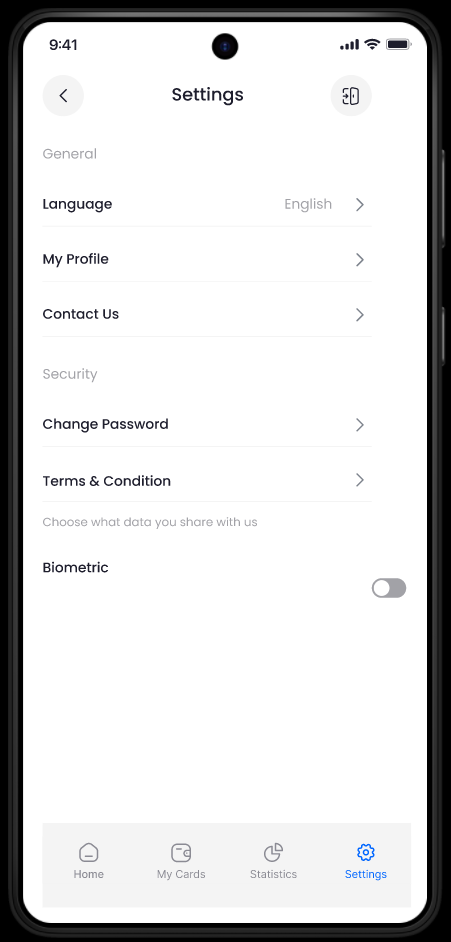 9:41
Settings
General
Language English
My Profile
Contact Us
Security
Change Password
Terms & Condition
Choose what data you share with us
Biometric
Home My Cards Statistics Settings